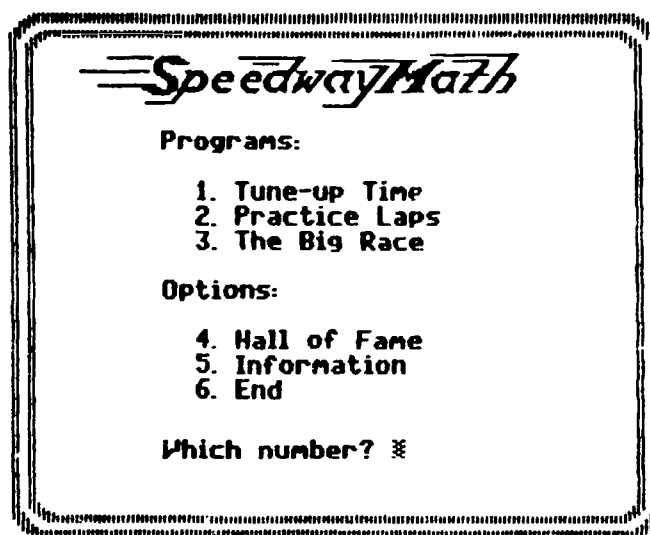 SpeedwayMath
Programs:
1. Tune-up Time
2. Practice Laps
3. The Big Race
Options:
4. Hall of Fame
5. Information
6. End
Which number?